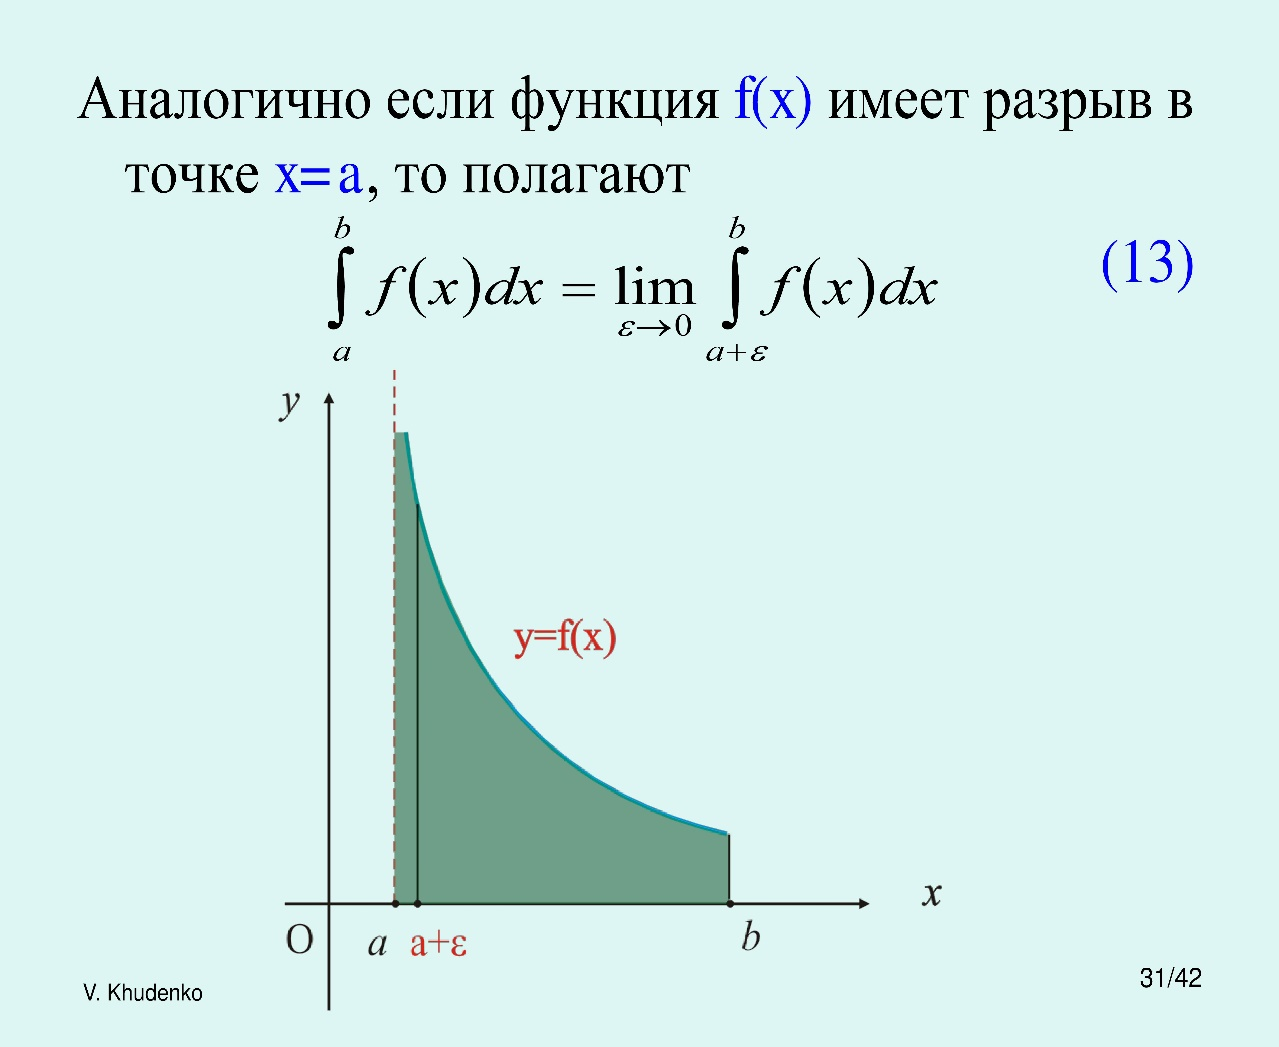 Аналогично если функция f(x) имеет разрыв в
точке x=a, то полагают
∫_a^b f(x)dx = lim_{ε→0} ∫_{a+ε}^b f(x)dx (13)
y
y=f(x)
x
O a a+ε b
V. Khudenko 31/42